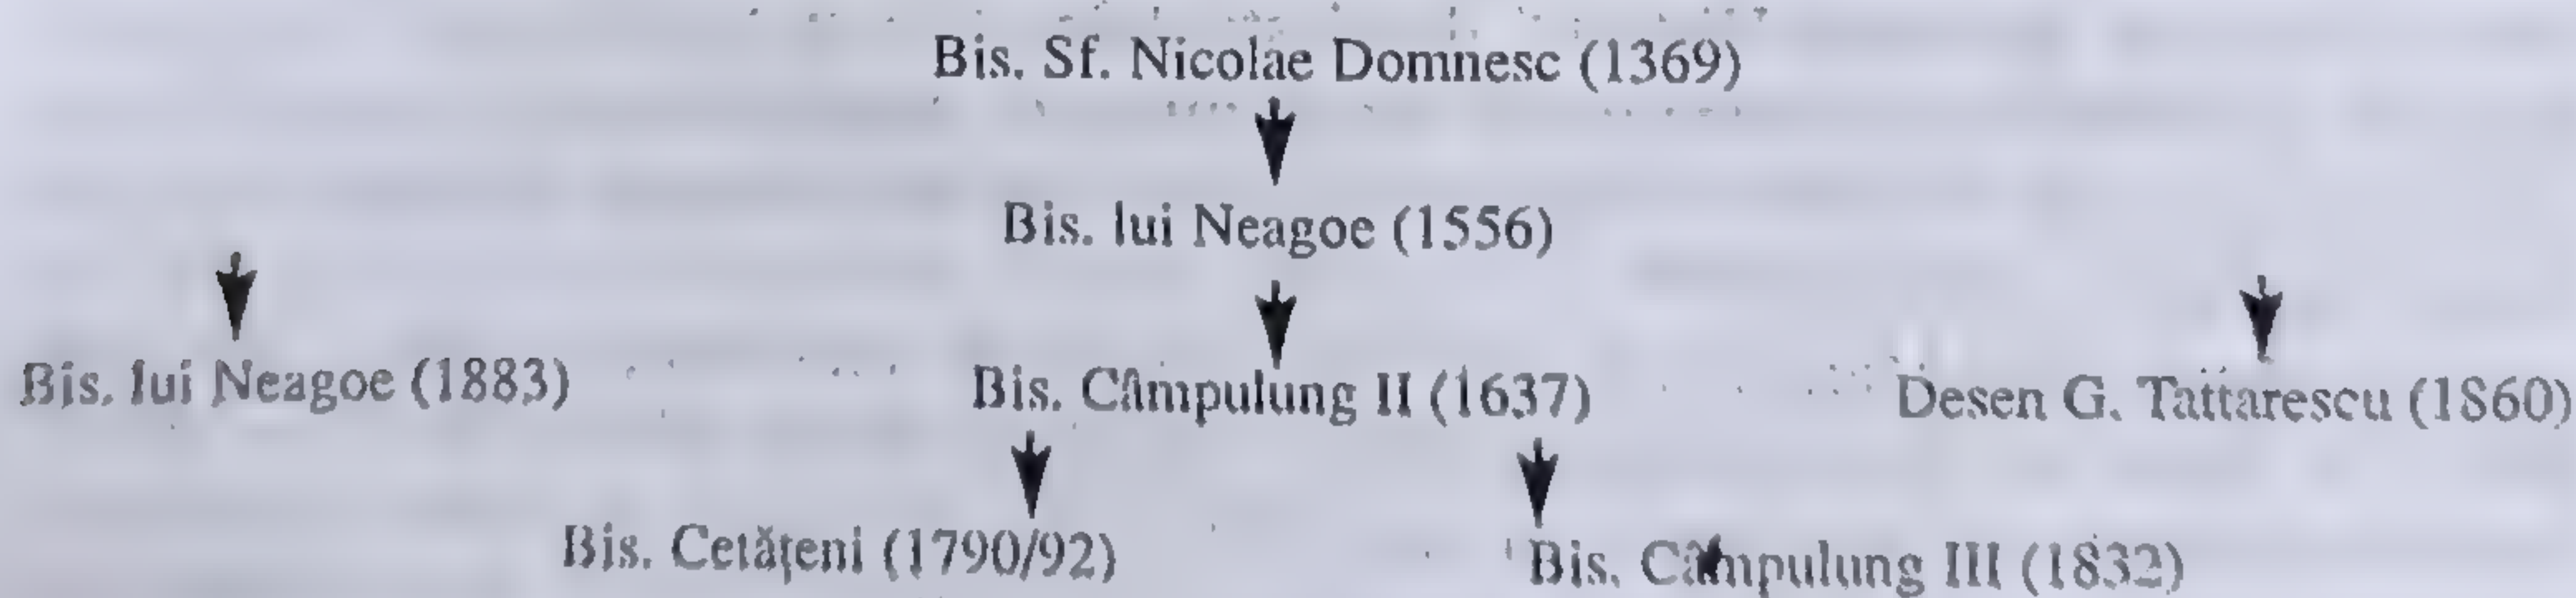 Bis. Sf. Nicolae Domnesc (1369)
Bis. lui Neagoe (1556)
Bis. lui Neagoe (1883)
Bis. Câmpulung II (1637)
Desen G. Tattarescu (1860)
Bis. Cetăţeni (1790/92)
Bis. Câmpulung III (1832)